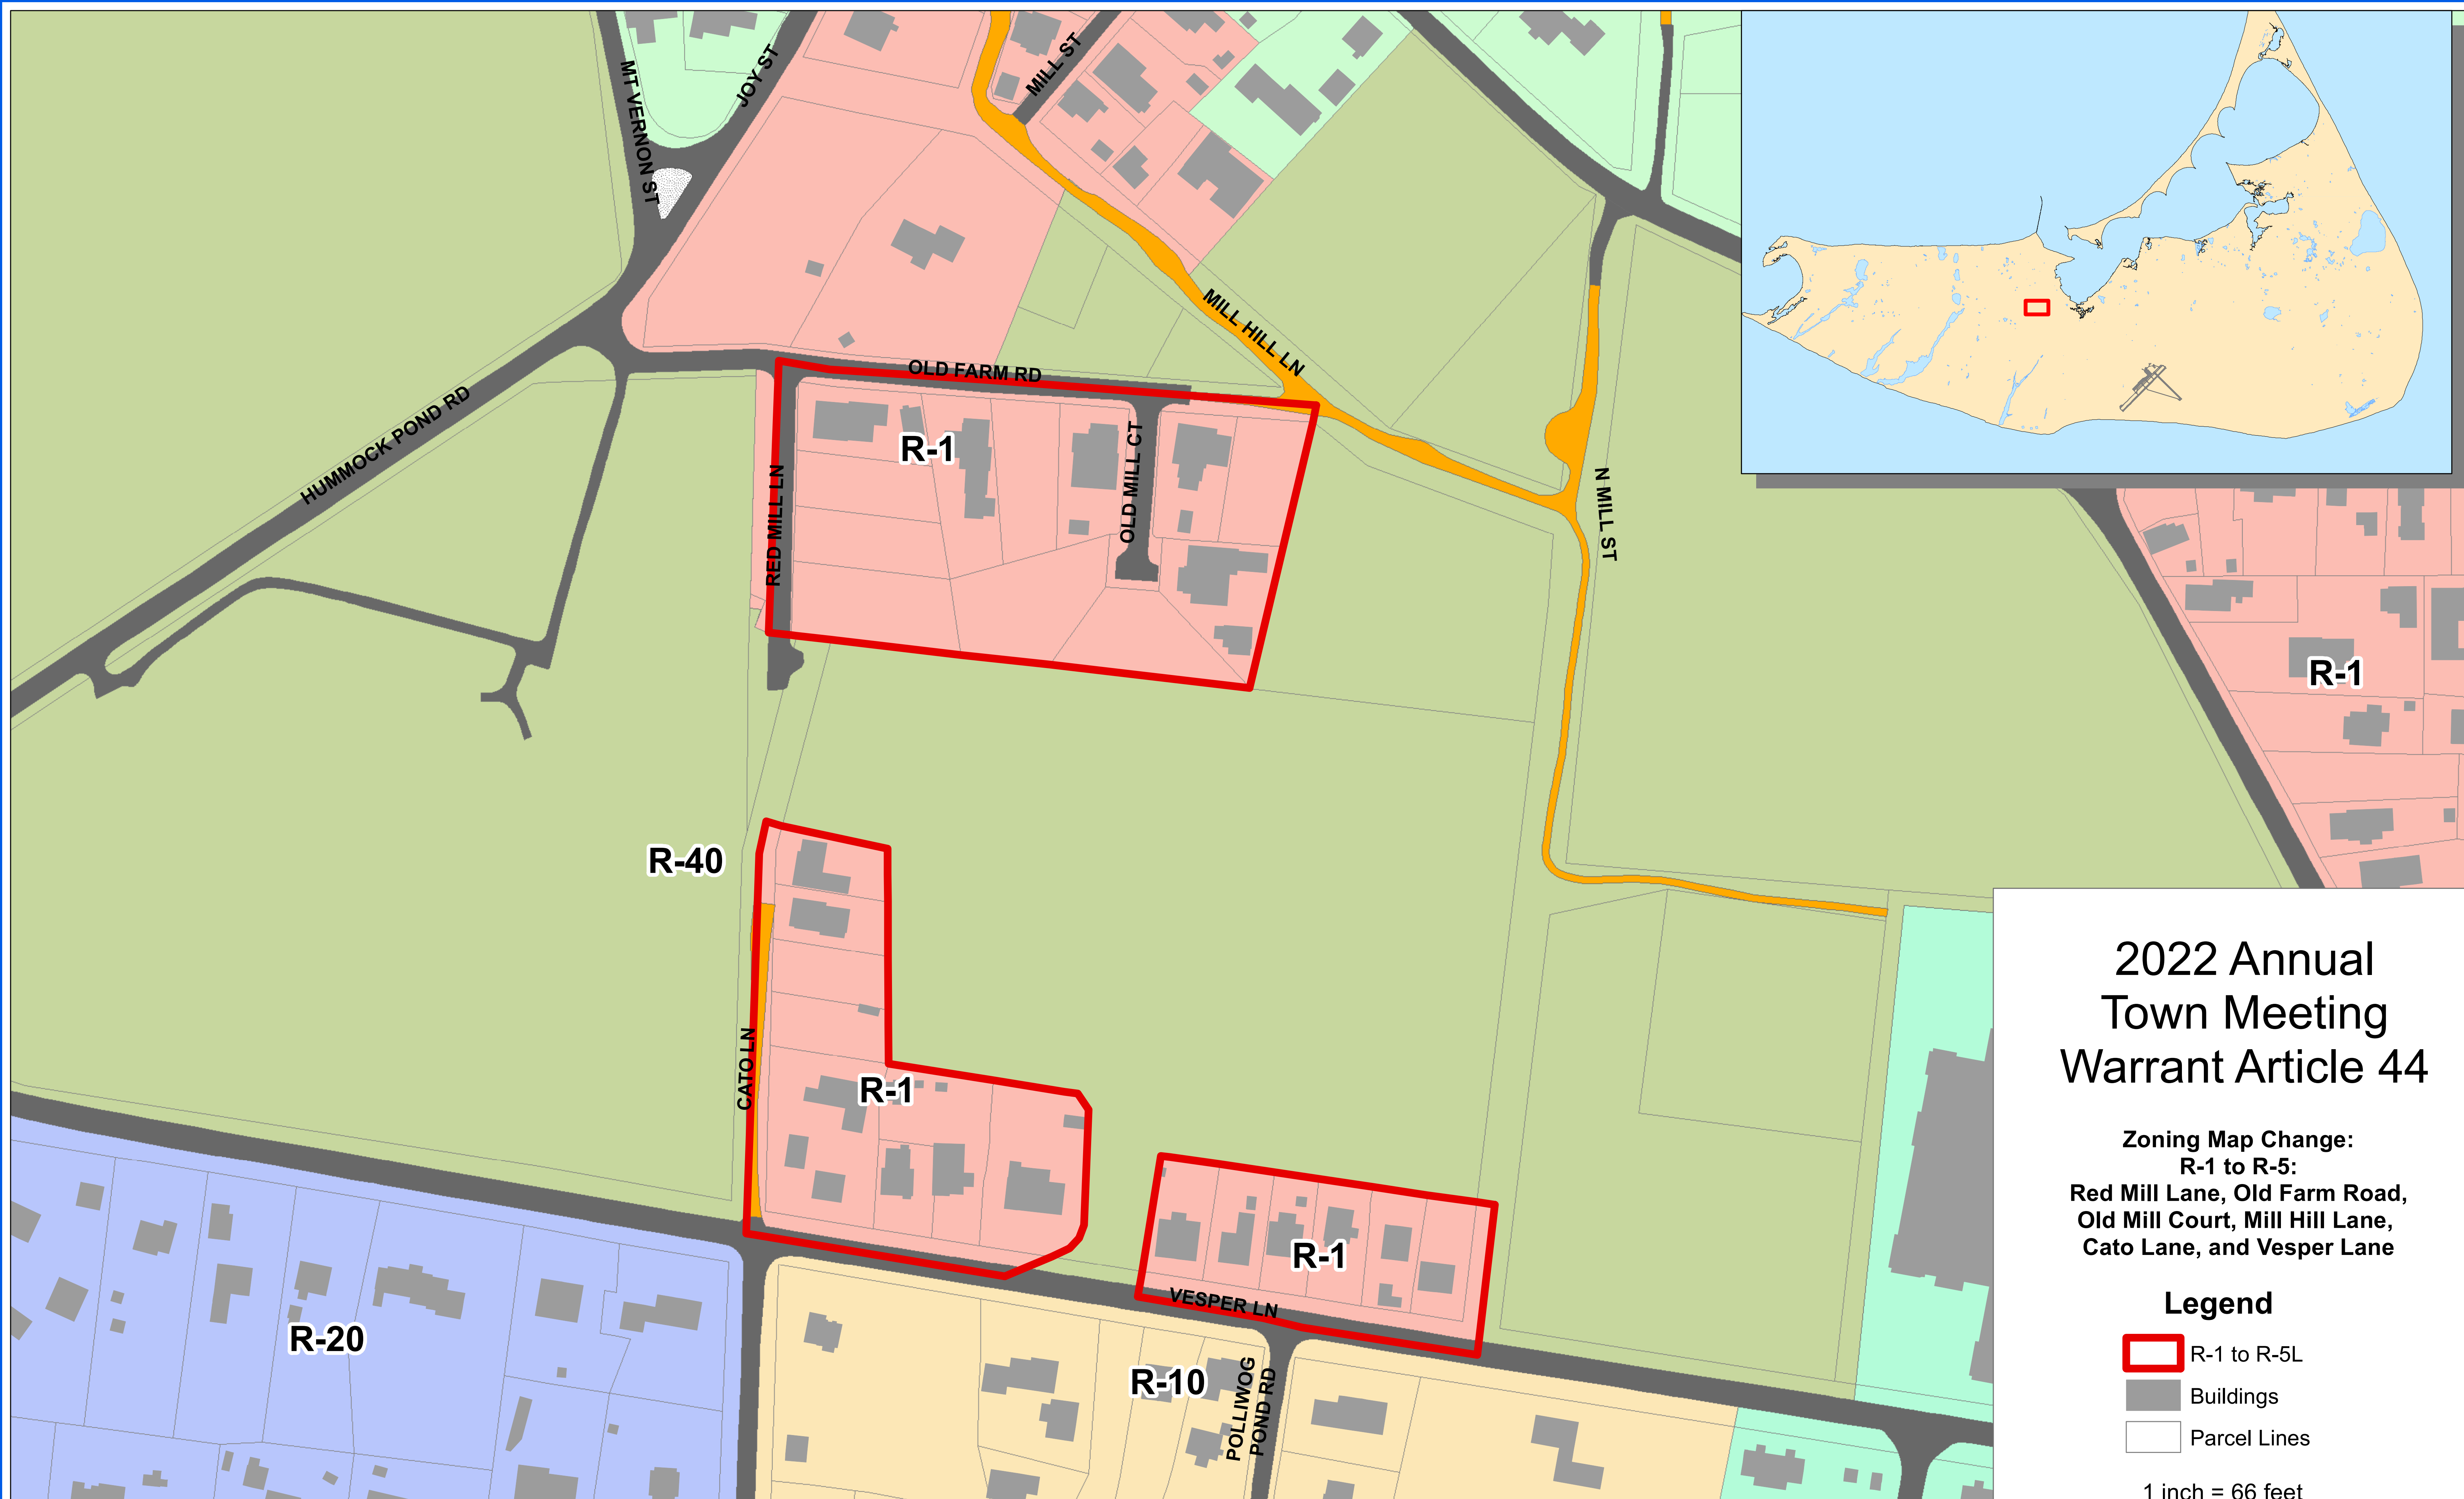 MT VERNON ST
JOY ST
MILL ST
MILL HILL LN
OLD FARM RD
HUMMOCK POND RD
R-1
RED MILL LN
OLD MILL CT
N MILL ST
R-1
R-40
CATO LN
R-1
R-1
VESPER LN
R-20
R-10
POLLIWOG
POND RD
2022 Annual
Town Meeting
Warrant Article 44
Zoning Map Change:
R-1 to R-5:
Red Mill Lane, Old Farm Road,
Old Mill Court, Mill Hill Lane,
Cato Lane, and Vesper Lane
Legend
R-1 to R-5L
Buildings
Parcel Lines
1 inch = 66 feet